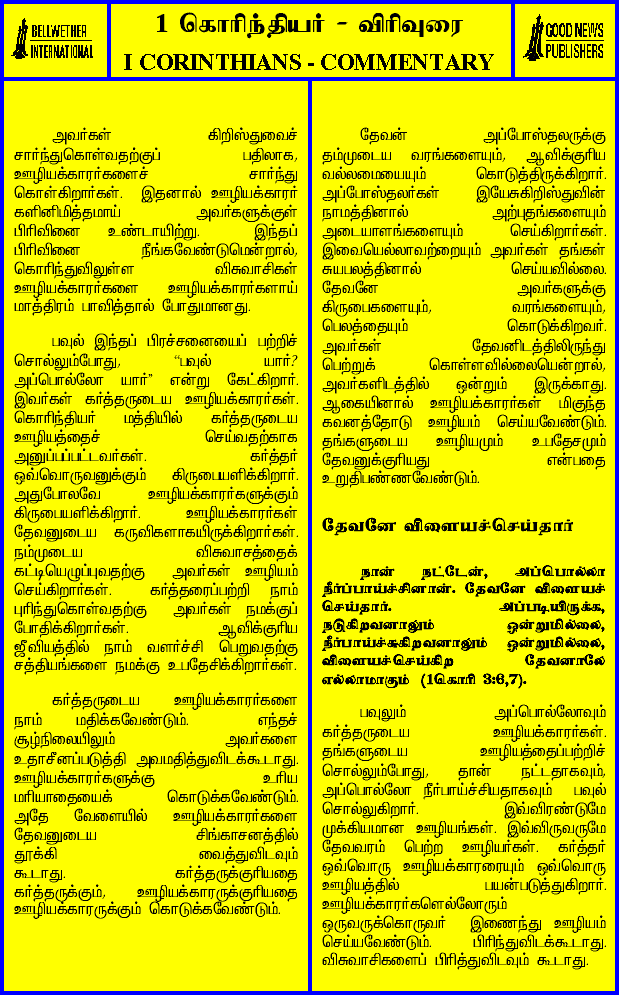 BELLWETHER
INTERNATIONAL
1 கொரிந்தியர் - விரிவுரை
I CORINTHIANS - COMMENTARY
GOOD NEWS
PUBLISHERS
அவர்கள் கிறிஸ்துவைச்
சார்ந்துகொள்வதற்குப் பதிலாக,
ஊழியக்காரர்களைச் சார்ந்து
கொள்கிறார்கள். இதனால் ஊழியக்காரர்
களினிமித்தமாய் அவர்களுக்குள்
பிரிவினை உண்டாயிற்று. இந்தப்
பிரிவினை நீங்கவேண்டுமென்றால்,
கொரிந்துவிலுள்ள விசுவாசிகள்
ஊழியக்காரர்களை ஊழியக்காரர்களாய்
மாத்திரம் பாவித்தால் போதுமானது.
பவுல் இந்தப் பிரச்சனையைப் பற்றிச்
சொல்லும்போது, “பவுல் யார்?
அப்பொல்லோ யார்” என்று கேட்கிறார்.
இவர்கள் கர்த்தருடைய ஊழியக்காரர்கள்.
கொரிந்தியர் மத்தியில் கர்த்தருடைய
ஊழியத்தைச் செய்வதற்காக
அனுப்பப்பட்டவர்கள். கர்த்தர்
ஒவ்வொருவனுக்கும் கிருபையளிக்கிறார்.
அதுபோலவே ஊழியக்காரர்களுக்கும்
கிருபையளிக்கிறார். ஊழியக்காரர்கள்
தேவனுடைய கருவிகளாகயிருக்கிறார்கள்.
நம்முடைய விசுவாசத்தைக்
கட்டியெழுப்புவதற்கு அவர்கள் ஊழியம்
செய்கிறார்கள். கர்த்தரைப்பற்றி நாம்
புரிந்துகொள்வதற்கு அவர்கள் நமக்குப்
போதிக்கிறார்கள். ஆவிக்குரிய
ஜீவியத்தில் நாம் வளர்ச்சி பெறுவதற்கு
சத்தியங்களை நமக்கு உபதேசிக்கிறார்கள்.
கர்த்தருடைய ஊழியக்காரர்களை
நாம் மதிக்கவேண்டும். எந்தச்
சூழ்நிலையிலும் அவர்களை
உதாசீனப்படுத்தி அவமதித்துவிடக்கூடாது.
ஊழியக்காரர்களுக்கு உரிய
மரியாதையைக் கொடுக்கவேண்டும்.
அதே வேளையில் ஊழியக்காரர்களை
தேவனுடைய சிங்காசனத்தில்
தூக்கி வைத்துவிடவும்
கூடாது. கர்த்தருக்குரியதை
கர்த்தருக்கும், ஊழியக்காரருக்குரியதை
ஊழியக்காரருக்கும் கொடுக்கவேண்டும்.
தேவன் அப்போஸ்தலருக்கு
தம்முடைய வரங்களையும், ஆவிக்குரிய
வல்லமையையும் கொடுத்திருக்கிறார்.
அப்போஸ்தலர்கள் இயேசுகிறிஸ்துவின்
நாமத்தினால் அற்புதங்களையும்
அடையாளங்களையும் செய்கிறார்கள்.
இவையெல்லாவற்றையும் அவர்கள் தங்கள்
சுயபலத்தினால் செய்யவில்லை.
தேவனே அவர்களுக்கு
கிருபைகளையும், வரங்களையும்,
பெலத்தையும் கொடுக்கிறவர்.
அவர்கள் தேவனிடத்திலிருந்து
பெற்றுக் கொள்ளவில்லையென்றால்,
அவர்களிடத்தில் ஒன்றும் இருக்காது.
ஆகையினால் ஊழியக்காரர்கள் மிகுந்த
கவனத்தோடு ஊழியம் செய்யவேண்டும்.
தங்களுடைய ஊழியமும் உபதேசமும்
தேவனுக்குரியது என்பதை
உறுதிபண்ணவேண்டும்.
தேவனே விளையச்செய்தார்
நான் நட்டேன், அப்பொல்லோ
நீர்ப்பாய்ச்சினான். தேவனே விளையச்
செய்தார். அப்படியிருக்க,
நடுகிறவனாலும் ஒன்றுமில்லை,
நீர்பாய்ச்சுகிறவனாலும் ஒன்றுமில்லை,
விளையச்செய்கிற தேவனாலே
எல்லாமாகும் (1கொரி 3:6,7).
பவுலும் அப்பொல்லோவும்
கர்த்தருடைய ஊழியக்காரர்கள்.
தங்களுடைய ஊழியத்தைப்பற்றிச்
சொல்லும்போது, தான் நட்டதாகவும்,
அப்பொல்லோ நீர்பாய்ச்சியதாகவும் பவுல்
சொல்லுகிறார். இவ்விரண்டுமே
முக்கியமான ஊழியங்கள். இவ்விருவருமே
தேவவரம் பெற்ற ஊழியர்கள். கர்த்தர்
ஒவ்வொரு ஊழியக்காரரையும் ஒவ்வொரு
ஊழியத்தில் பயன்படுத்துகிறார்.
ஊழியக்காரர்களெல்லோரும்
ஒருவருக்கொருவர் இணைந்து ஊழியம்
செய்யவேண்டும். பிரிந்துவிடக்கூடாது.
விசுவாசிகளைப் பிரித்துவிடவும் கூடாது.